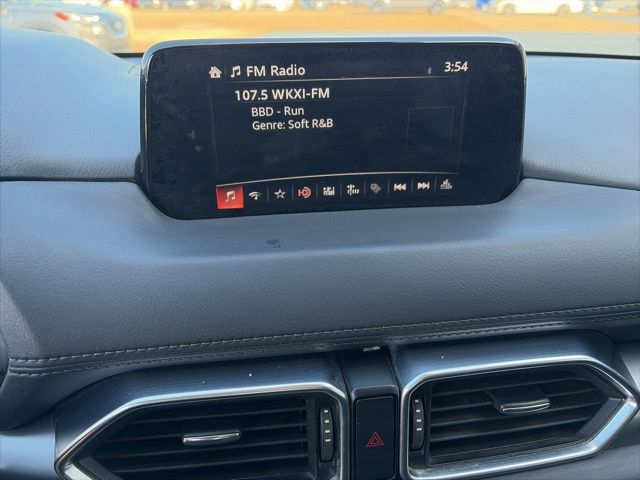 FM Radio 3:54
107.5 WKXI-FM
BBD - Run
Genre: Soft R&B